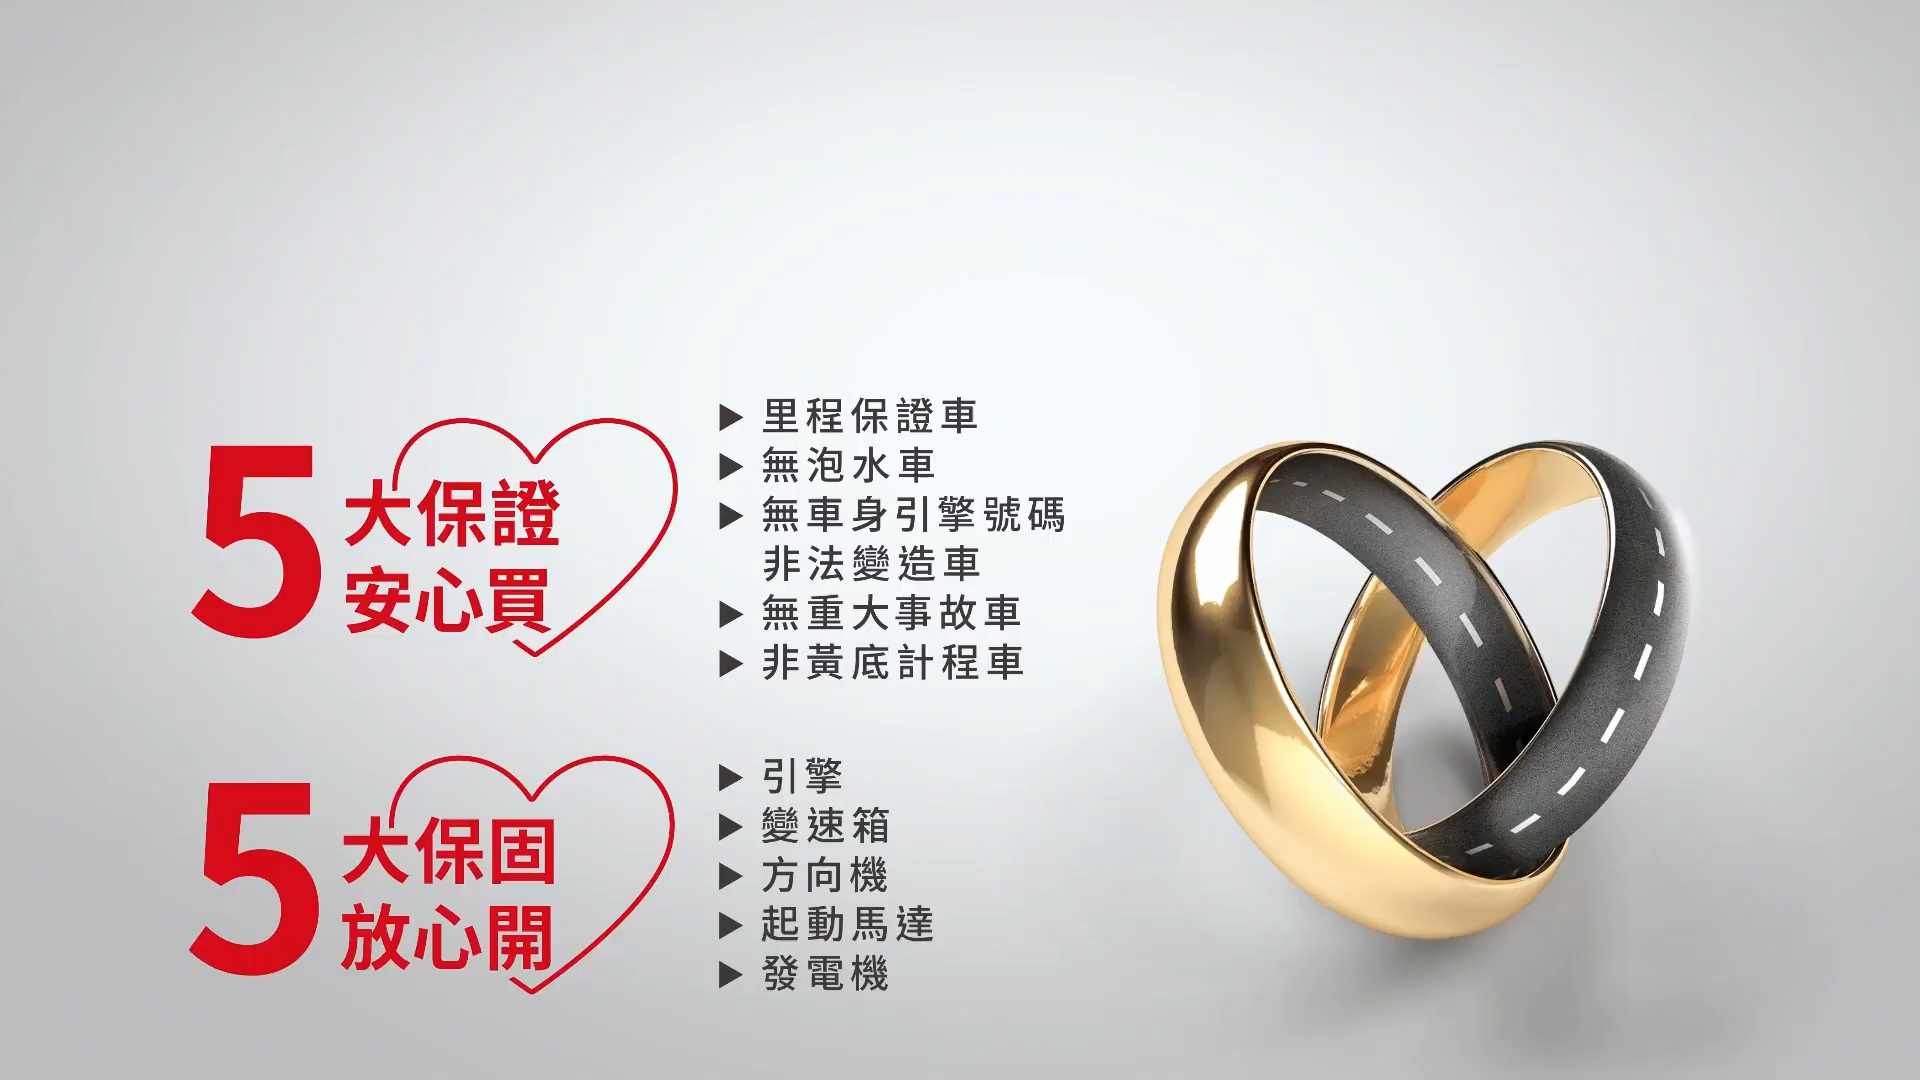 5大保證
安心買
▶ 里程保證車
▶ 無泡水車
▶ 無車身引擎號碼
非法變造車
▶ 無重大事故車
▶ 非黃底計程車
5大保固
放心開
▶ 引擎
▶ 變速箱
▶ 方向機
▶ 起動馬達
▶ 發電機